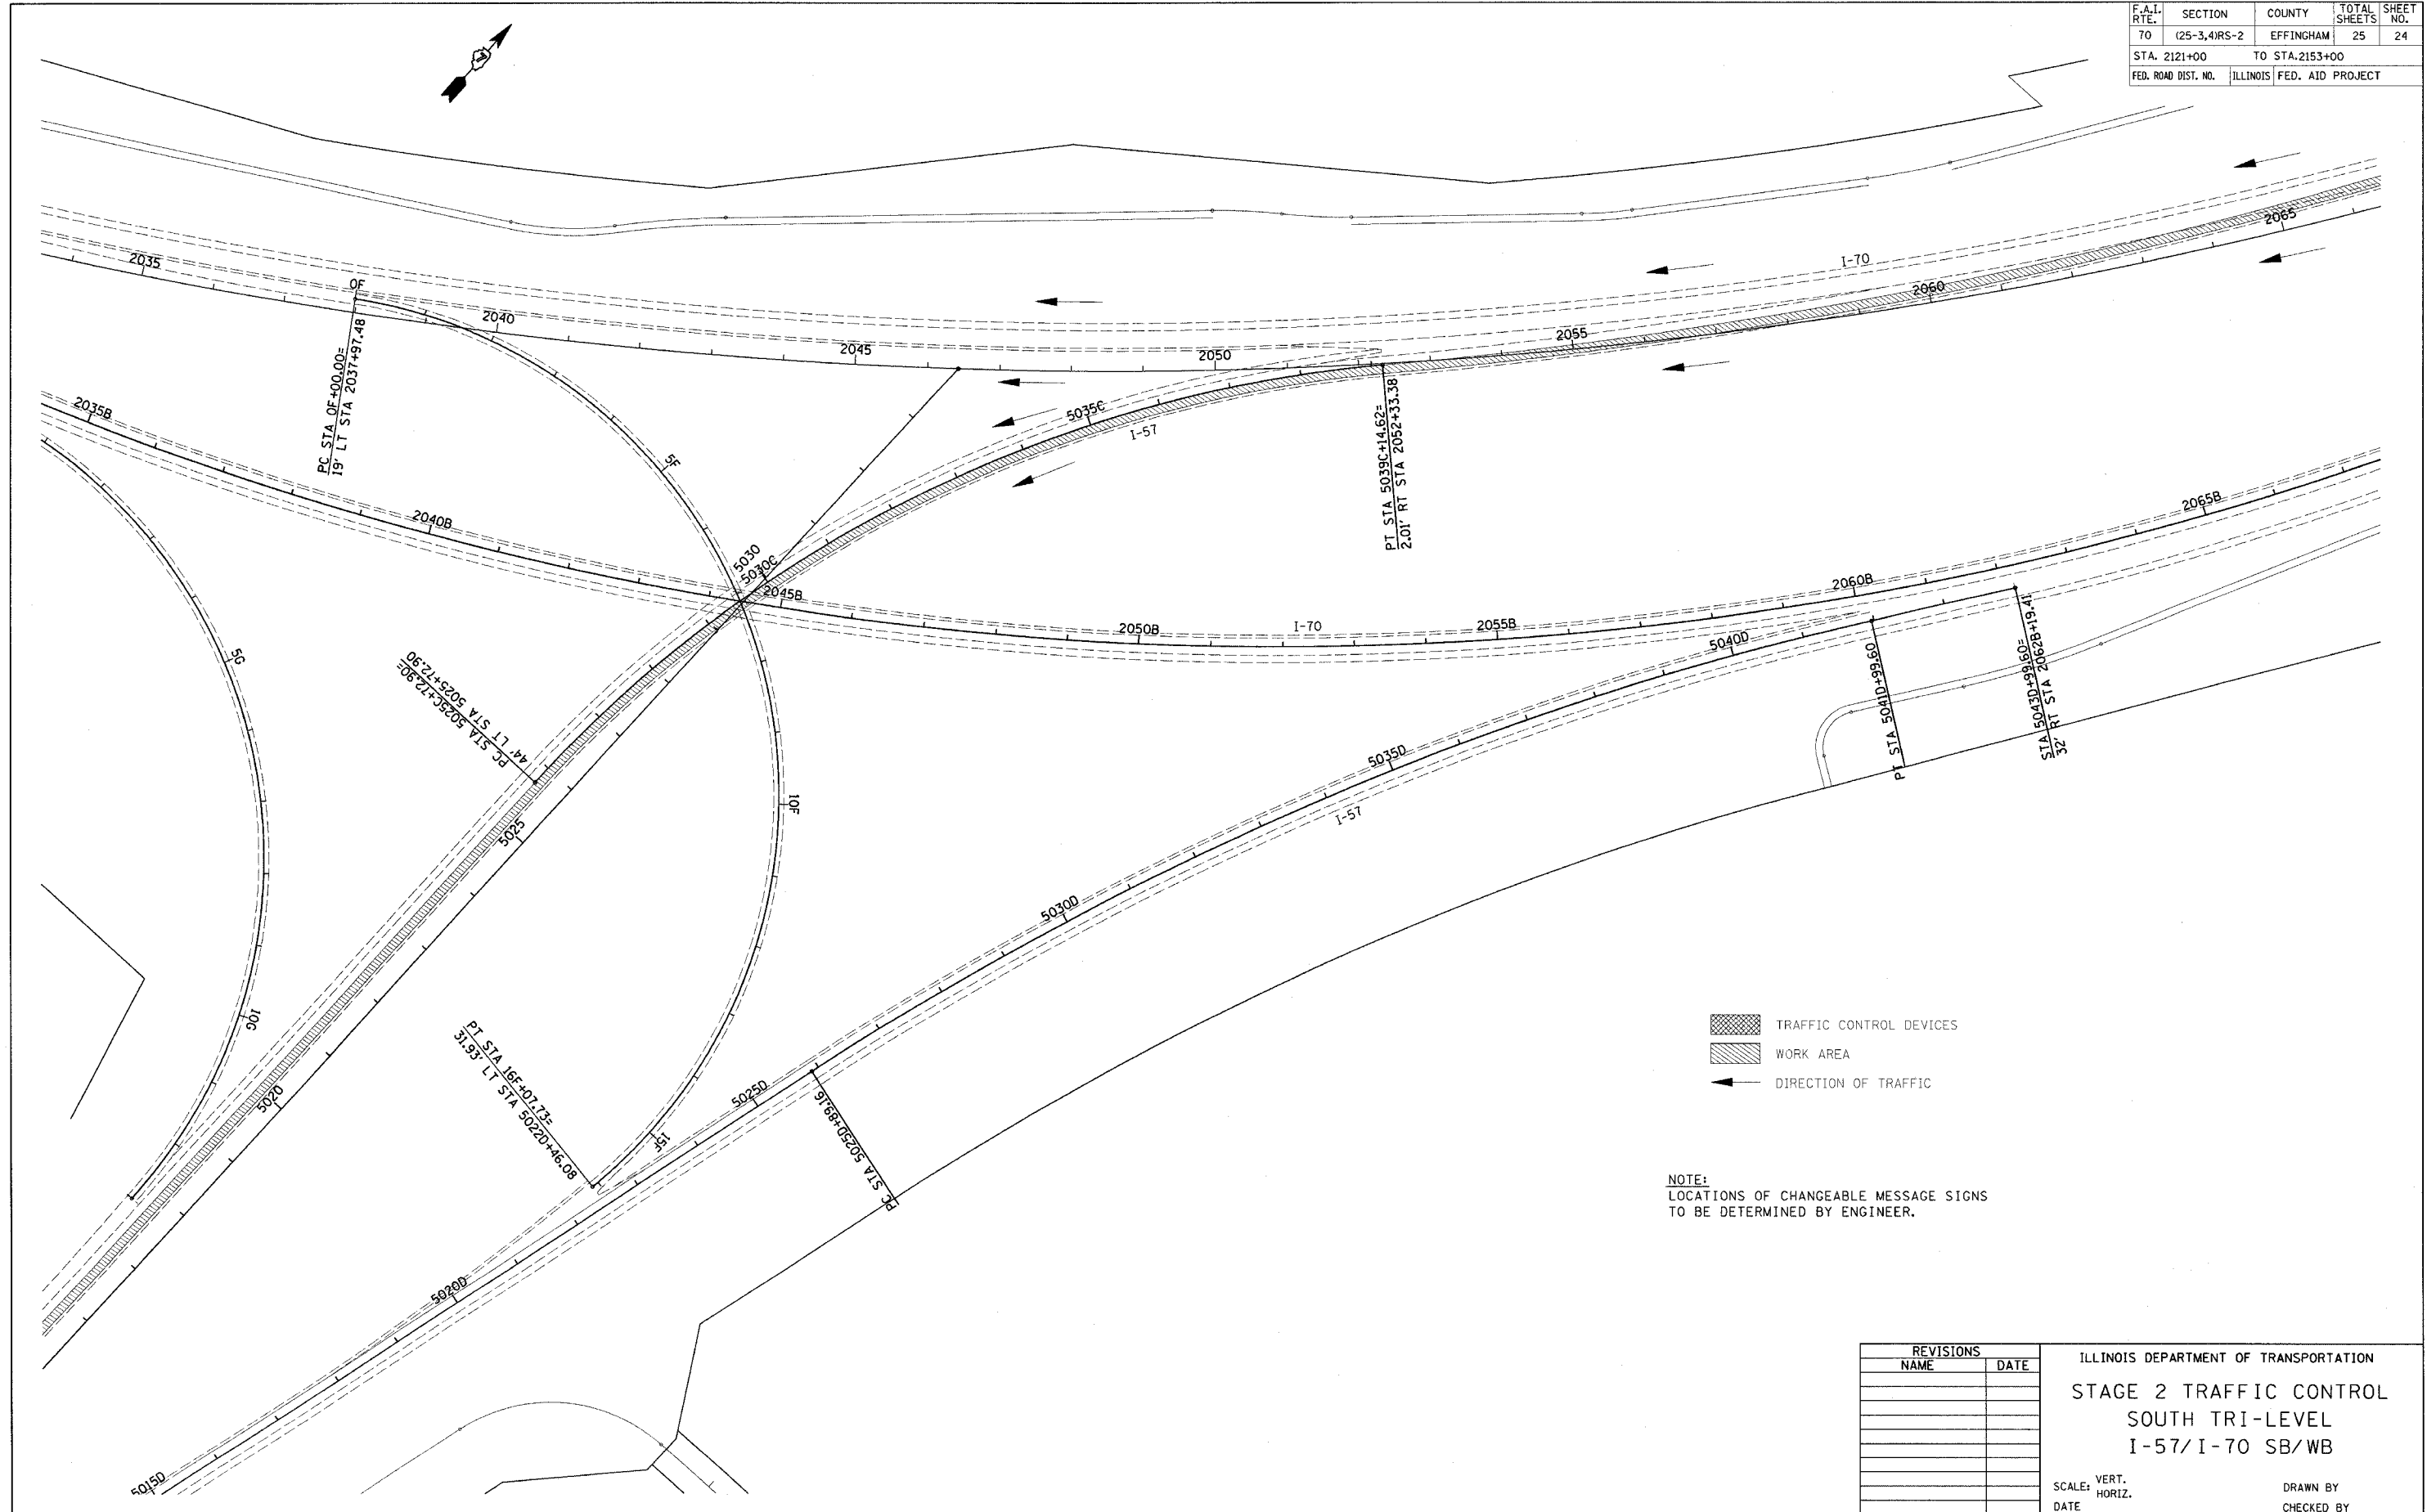 F.A.I. RTE. SECTION COUNTY TOTAL SHEETS SHEET NO.
70 (25-3,4)RS-2 EFFINGHAM 25 24
STA. 2121+00 TO STA.2153+00
FED. ROAD DIST. NO. ILLINOIS FED. AID PROJECT
2035
0F
2040
2045
2050
2055
I-70
2060
2065
PC STA 0F+00.00=
19' LT STA 2037+97.48
2035B
2040B
5F
5035C
I-57
PT STA 5039C+14.62=
2.01' RT STA 2052+33.38
5030
5030C
2045B
2050B
I-70
2055B
2060B
2065B
5G
PC STA 5025C+72.90=
44' LT STA 5025+72.90
5025
10F
5040D
PT STA 5041D+99.60
STA 5043D+99.60=
32' RT STA 2062B+19.41
5035D
I-57
5030D
10G
5020
PT STA 16F+07.73=
31.93' LT STA 5022D+46.08
15F
5025D
PC STA 5025D+89.16
5020D
5015D
TRAFFIC CONTROL DEVICES
WORK AREA
DIRECTION OF TRAFFIC
NOTE:
LOCATIONS OF CHANGEABLE MESSAGE SIGNS
TO BE DETERMINED BY ENGINEER.
REVISIONS
NAME DATE
ILLINOIS DEPARTMENT OF TRANSPORTATION
STAGE 2 TRAFFIC CONTROL
SOUTH TRI-LEVEL
I-57/I-70 SB/WB
SCALE: VERT.
HORIZ.
DATE
DRAWN BY
CHECKED BY